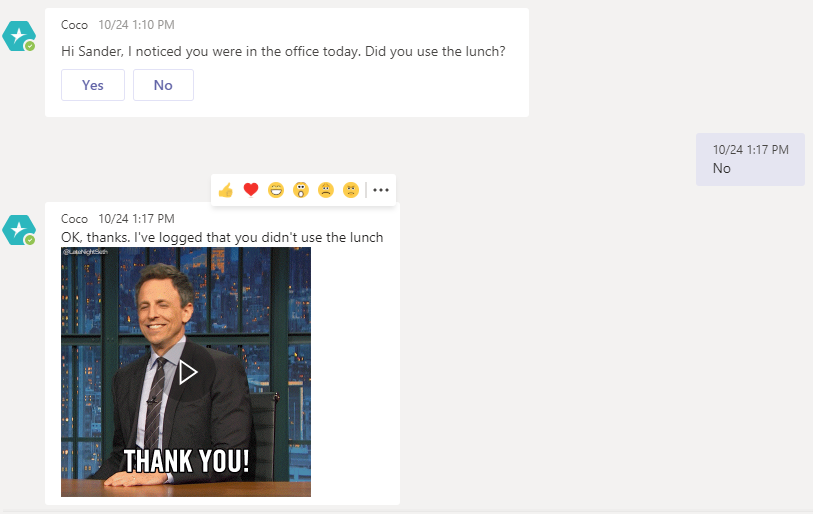 Coco 10/24 1:10 PM
Hi Sander, I noticed you were in the office today. Did you use the lunch?
Yes No
10/24 1:17 PM
No
Coco 10/24 1:17 PM
OK, thanks. I've logged that you didn't use the lunch
@LateNightSeth
THANK YOU!